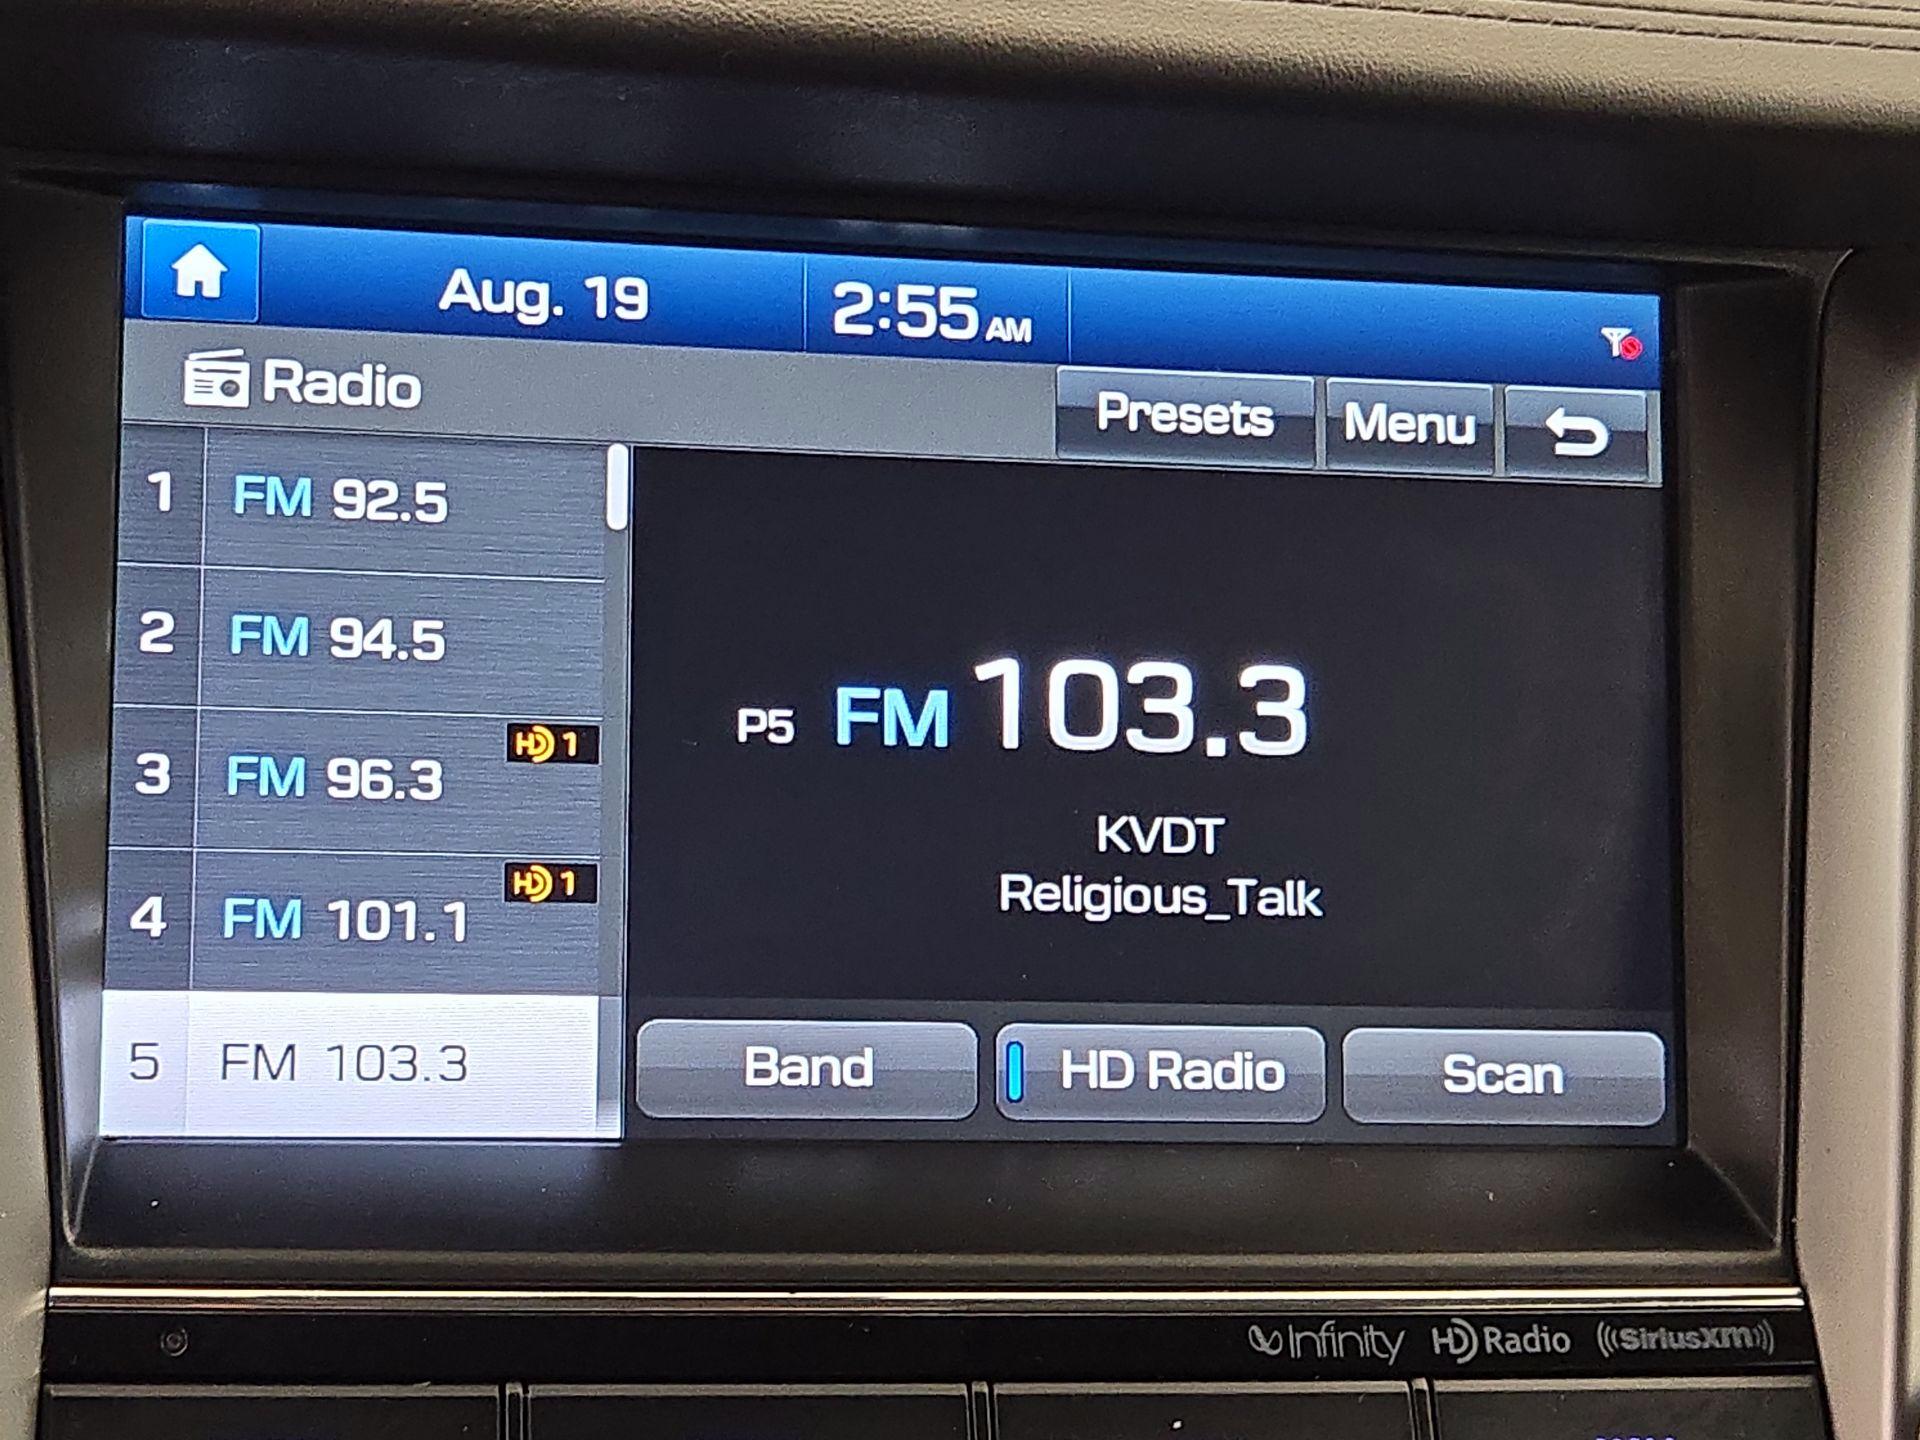 Aug. 19
2:55 AM
Radio
Presets
Menu
1 FM 92.5
2 FM 94.5
3 FM 96.3 HD 1
4 FM 101.1 HD 1
5 FM 103.3
P5 FM 103.3
KVDT
Religious_Talk
Band
HD Radio
Scan
Infinity
HD Radio
SiriusXM